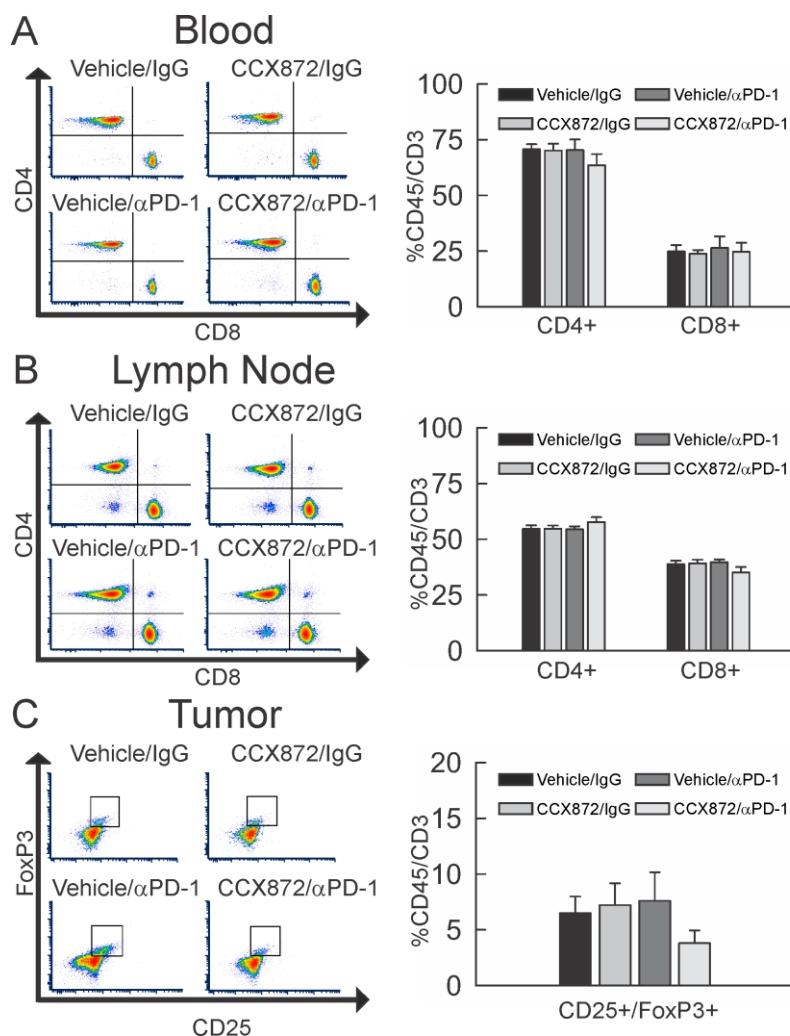 A Blood
Vehicle/IgG CCX872/IgG
Vehicle/αPD-1 CCX872/αPD-1
CD4
CD8
%CD45/CD3
100
75
50
25
0
Vehicle/IgG Vehicle/αPD-1
CCX872/IgG CCX872/αPD-1
CD4+ CD8+
B Lymph Node
Vehicle/IgG CCX872/IgG
Vehicle/αPD-1 CCX872/αPD-1
CD4
CD8
%CD45/CD3
100
75
50
25
0
Vehicle/IgG Vehicle/αPD-1
CCX872/IgG CCX872/αPD-1
CD4+ CD8+
C Tumor
Vehicle/IgG CCX872/IgG
Vehicle/αPD-1 CCX872/αPD-1
FoxP3
CD25
%CD45/CD3
20
15
10
5
0
Vehicle/IgG Vehicle/αPD-1
CCX872/IgG CCX872/αPD-1
CD25+/FoxP3+